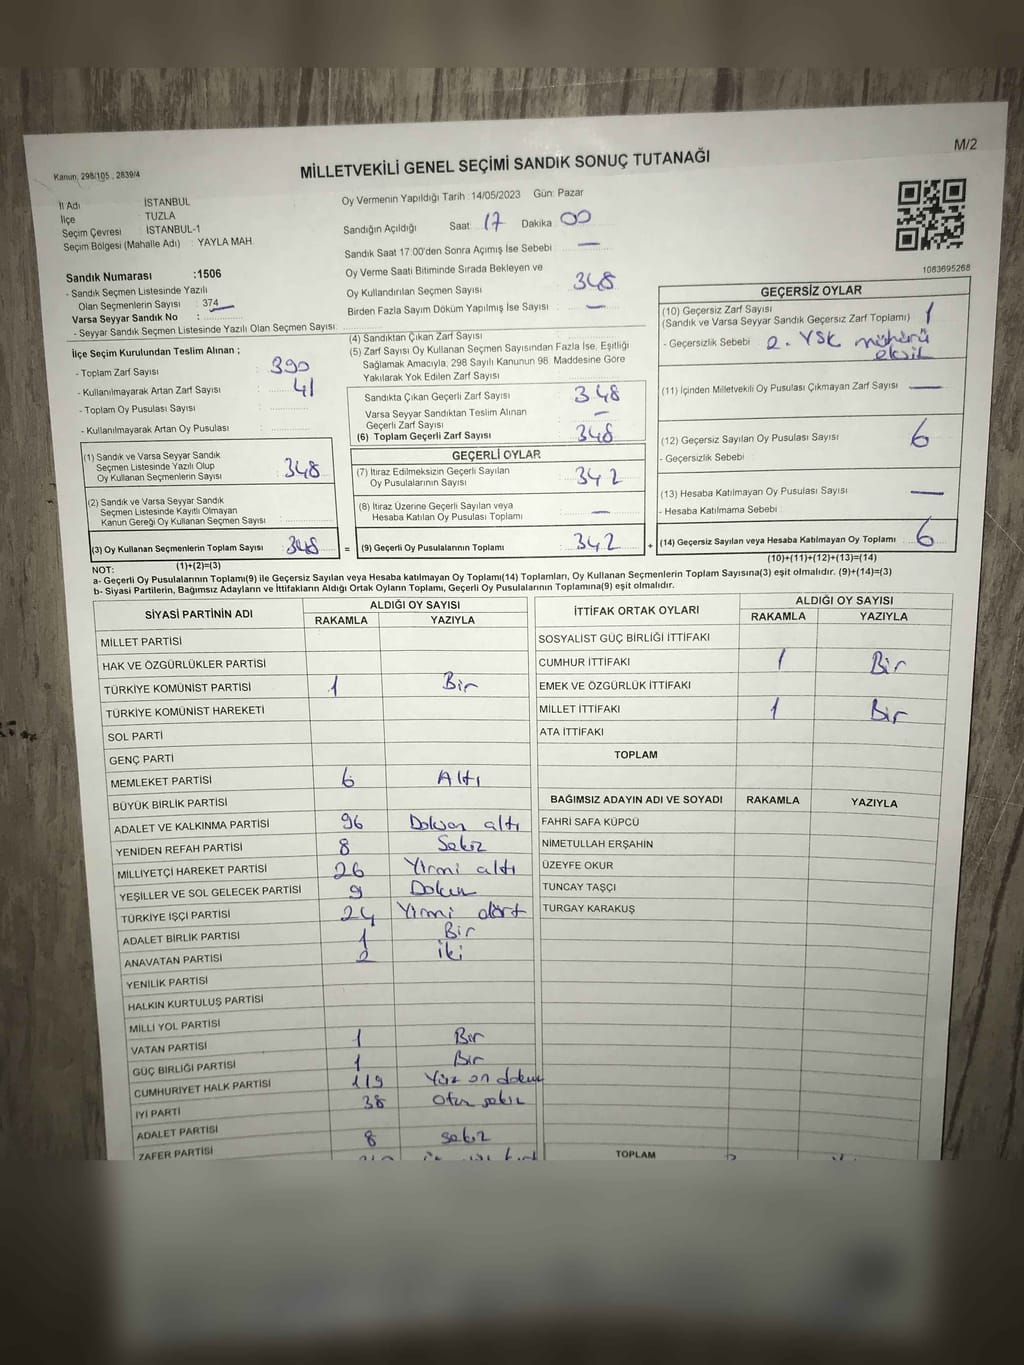 M/2
Kanun, 298/105 , 2839/4
MİLLETVEKİLİ GENEL SEÇİMİ SANDIK SONUÇ TUTANAĞI
İl Adı : İSTANBUL
İlçe : TUZLA
Seçim Çevresi : İSTANBUL-1
Seçim Bölgesi (Mahalle Adı) : YAYLA MAH.
Sandık Numarası :1506
- Sandık Seçmen Listesinde Yazılı
Olan Seçmenlerin Sayısı : 374
Varsa Seyyar Sandık No :
- Seyyar Sandık Seçmen Listesinde Yazılı Olan Seçmen Sayısı:
Oy Vermenin Yapıldığı Tarih :14/05/2023 Gün: Pazar
Sandığın Açıldığı Saat : 17 Dakika : 00
Sandık Saat 17.00'den Sonra Açımış İse Sebebi : —
Oy Verme Saati Bitiminde Sırada Bekleyen ve
Oy Kullandırılan Seçmen Sayısı : 348
Birden Fazla Sayım Döküm Yapılmış İse Sayısı : —
1083695268
İlçe Seçim Kurulundan Teslim Alınan ;
- Toplam Zarf Sayısı : 390
- Kullanılmayarak Artan Zarf Sayısı : 41
- Toplam Oy Pusulası Sayısı :
- Kullanılmayarak Artan Oy Pusulası :
(1) Sandık ve Varsa Seyyar Sandık
Seçmen Listesinde Yazılı Olup
Oy Kullanan Seçmenlerin Sayısı : 348
(2) Sandık ve Varsa Seyyar Sandık
Seçmen Listesinde Kayıtlı Olmayan
Kanun Gereği Oy Kullanan Seçmen Sayısı :
(3) Oy Kullanan Seçmenlerin Toplam Sayısı : 348 =
(1)+(2)=(3)
(4) Sandıktan Çıkan Zarf Sayısı :
(5) Zarf Sayısı Oy Kullanan Seçmen Sayısından Fazla İse, Eşitliği
Sağlamak Amacıyla, 298 Sayılı Kanunun 98. Maddesine Göre
Yakılarak Yok Edilen Zarf Sayısı :
Sandıkta Çıkan Geçerli Zarf Sayısı : 348
Varsa Seyyar Sandıktan Teslim Alınan
Geçerli Zarf Sayısı : —
(6) Toplam Geçerli Zarf Sayısı : 348
GEÇERLİ OYLAR
(7) İtiraz Edilmeksizin Geçerli Sayılan
Oy Pusulalarının Sayısı : 342
(8) İtiraz Üzerine Geçerli Sayılan veya
Hesaba Katılan Oy Pusulası Toplamı : —
(9) Geçerli Oy Pusulalarının Toplamı : 342 +
GEÇERSİZ OYLAR
(10) Geçersiz Zarf Sayısı
(Sandık ve Varsa Seyyar Sandık Geçersiz Zarf Toplamı) : 1
- Geçersizlik Sebebi : 2. YSK mührü
eksik
(11) İçinden Milletvekili Oy Pusulası Çıkmayan Zarf Sayısı : —
(12) Geçersiz Sayılan Oy Pusulası Sayısı : 6
- Geçersizlik Sebebi :
(13) Hesaba Katılmayan Oy Pusulası Sayısı : —
- Hesaba Katılmama Sebebi :
(14) Geçersiz Sayılan veya Hesaba Katılmayan Oy Toplamı : 6
(10)+(11)+(12)+(13)=(14)
NOT:
a- Geçerli Oy Pusulalarının Toplamı(9) ile Geçersiz Sayılan veya Hesaba katılmayan Oy Toplamı(14) Toplamları, Oy Kullanan Seçmenlerin Toplam Sayısına(3) eşit olmalıdır. (9)+(14)=(3)
b- Siyasi Partilerin, Bağımsız Adayların ve İttifakların Aldığı Ortak Oyların Toplamı, Geçerli Oy Pusulalarının Toplamına(9) eşit olmalıdır.
SİYASİ PARTİNİN ADI ALDIĞI OY SAYISI
RAKAMLA YAZIYLA
MİLLET PARTİSİ
HAK VE ÖZGÜRLÜKLER PARTİSİ
TÜRKİYE KOMÜNİST PARTİSİ 1 Bir
TÜRKİYE KOMÜNİST HAREKETİ
SOL PARTİ
GENÇ PARTİ
MEMLEKET PARTİSİ 6 Altı
BÜYÜK BİRLİK PARTİSİ
ADALET VE KALKINMA PARTİSİ 96 Doksan altı
YENİDEN REFAH PARTİSİ 8 Sekiz
MİLLİYETÇİ HAREKET PARTİSİ 26 Yirmi altı
YEŞİLLER VE SOL GELECEK PARTİSİ 9 Dokuz
TÜRKİYE İŞÇİ PARTİSİ 24 Yirmi dört
ADALET BİRLİK PARTİSİ 1 Bir
ANAVATAN PARTİSİ 2 iki
YENİLİK PARTİSİ
HALKIN KURTULUŞ PARTİSİ
MİLLİ YOL PARTİSİ
VATAN PARTİSİ 1 Bir
GÜÇ BİRLİĞİ PARTİSİ 1 Bir
CUMHURİYET HALK PARTİSİ 119 Yüz on dokuz
İYİ PARTİ 38 Otuz sekiz
ADALET PARTİSİ
ZAFER PARTİSİ 8 sekiz
İTTİFAK ORTAK OYLARI ALDIĞI OY SAYISI
RAKAMLA YAZIYLA
SOSYALİST GÜÇ BİRLİĞİ İTTİFAKI
CUMHUR İTTİFAKI 1 Bir
EMEK VE ÖZGÜRLÜK İTTİFAKI
MİLLET İTTİFAKI 1 Bir
ATA İTTİFAKI
TOPLAM
BAĞIMSIZ ADAYIN ADI VE SOYADI RAKAMLA YAZIYLA
FAHRİ SAFA KÜPCÜ
NİMETULLAH ERŞAHİN
ÜZEYFE OKUR
TUNCAY TAŞÇI
TURGAY KARAKUŞ
TOPLAM